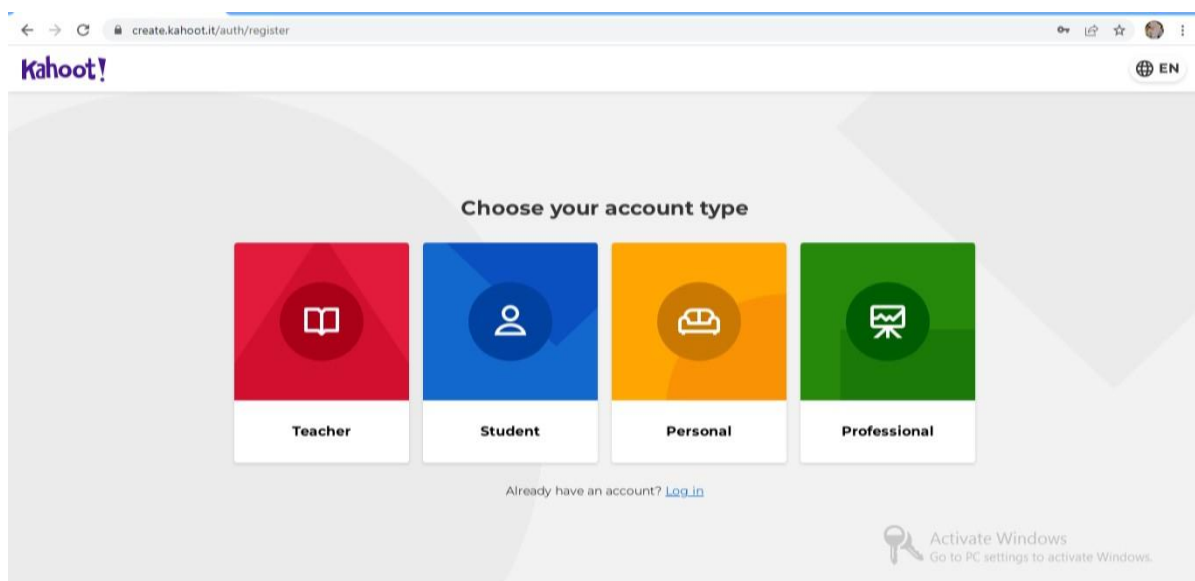 create.kahoot.it/auth/register
Kahoot!
EN
Choose your account type
Teacher
Student
Personal
Professional
Already have an account? Log in
Activate Windows
Go to PC settings to activate Windows.